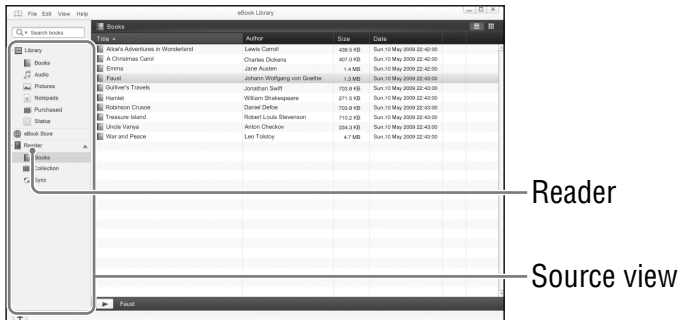 File Edit View Help
eBook Library
Search books
Books
Title Author Size Date
Library
Books
Audio
Pictures
Notepads
Purchased
Status
eBook Store
Reader
Books
Collection
Sync
Alice's Adventures in Wonderland Lewis Carroll 439.5 KB Sun.10 May 2009 22:42:00
A Christmas Carol Charles Dickens 407.0 KB Sun.10 May 2009 22:42:00
Emma Jane Austen 1.4 MB Sun.10 May 2009 22:42:00
Faust Johann Wolfgang von Goethe 1.3 MB Sun.10 May 2009 22:43:00
Gulliver's Travels Jonathan Swift 703.8 KB Sun.10 May 2009 22:43:00
Hamlet William Shakespeare 271.5 KB Sun.10 May 2009 22:43:00
Robinson Crusoe Daniel Defoe 703.8 KB Sun.10 May 2009 22:43:00
Treasure Island Robert Louis Stevenson 710.2 KB Sun.10 May 2009 22:43:00
Uncle Vanya Anton Checkov 334.3 KB Sun.10 May 2009 22:43:00
War and Peace Leo Tolstoy 4.7 MB Sun.10 May 2009 22:43:00
Faust
Reader
Source view